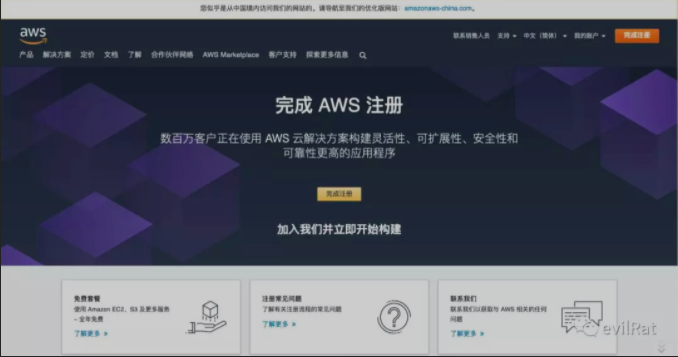 您似乎是从中国境内访问我们的网站的，请导航至我们的优化版网站：amazonaws-china.com。
aws
联系销售人员 支持 中文（简体） 我的账户 完成注册
产品 解决方案 定价 文档 了解 合作伙伴网络 AWS Marketplace 客户支持 探索更多信息
完成 AWS 注册
数百万客户正在使用 AWS 云解决方案构建灵活性、可扩展性、安全性和
可靠性更高的应用程序
完成注册
加入我们并立即开始构建
免费套餐
使用 Amazon EC2、S3 及更多服务
– 全年免费
了解更多 »
注册常见问题
了解有关注册流程的常见问题
了解更多 »
联系我们
联系我们以获取与 AWS 相关的任何
问题
了解更多 »
evilRat